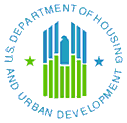 U.S. DEPARTMENT OF HOUSING
AND URBAN DEVELOPMENT